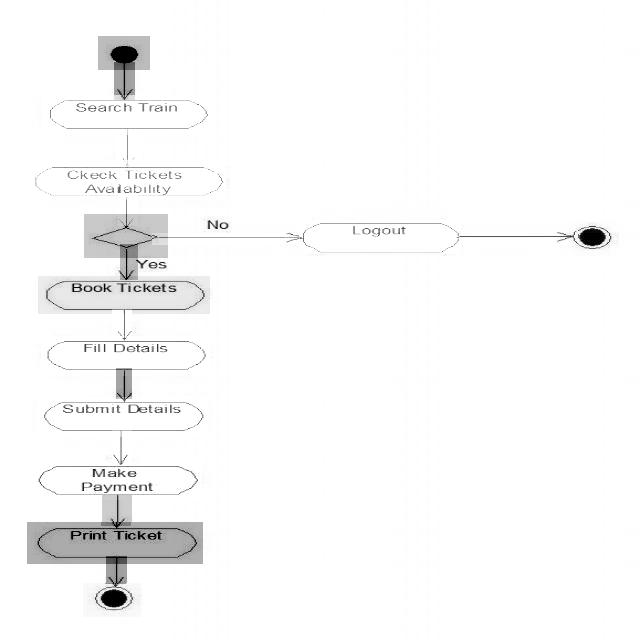 Search Train
Ckeck Tickets
Availability
No
Logout
Yes
Book Tickets
Fill Details
Submit Details
Make
Payment
Print Ticket